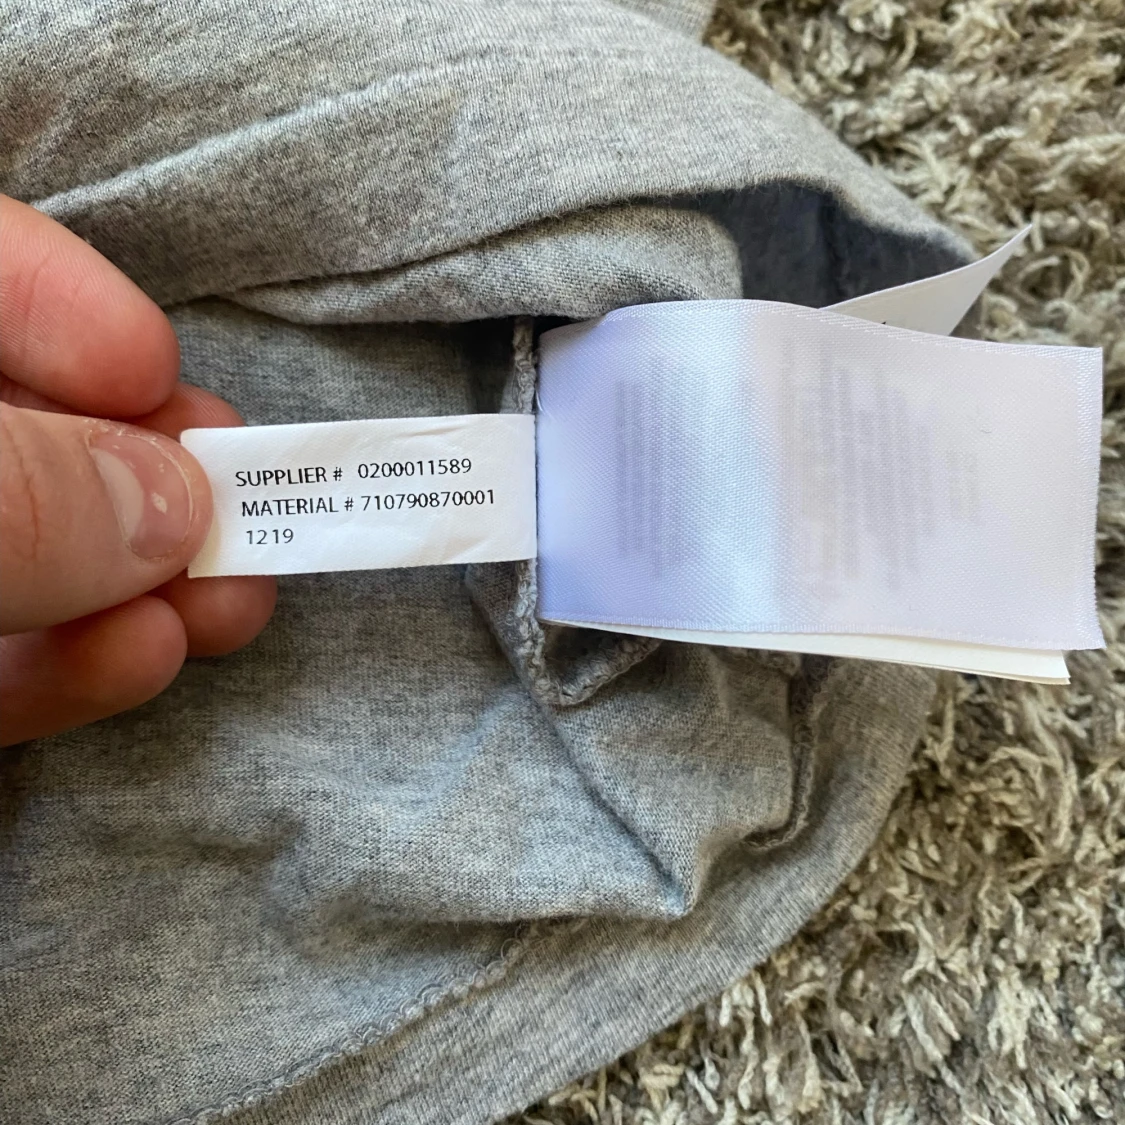 SUPPLIER # 0200011589
MATERIAL # 710790870001
1219